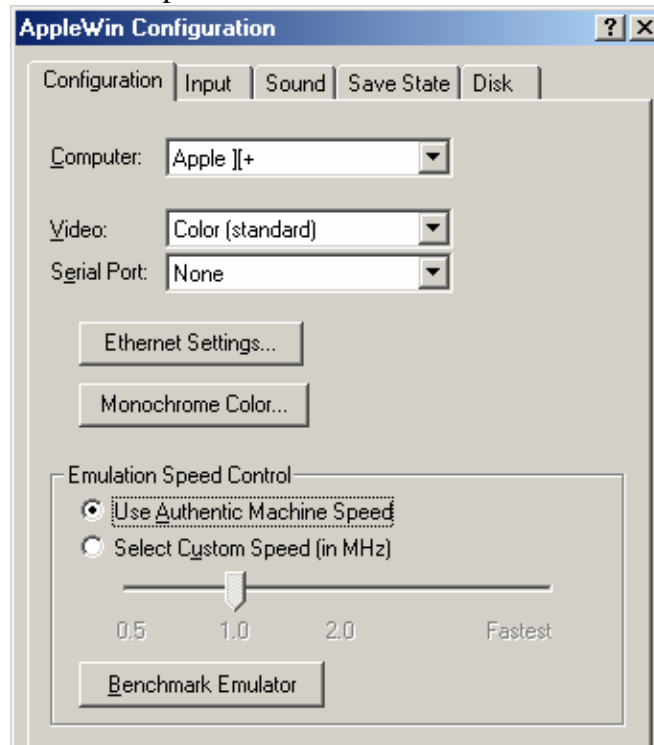 AppleWin Configuration
Configuration Input Sound Save State Disk
Computer: Apple ][+
Video: Color (standard)
Serial Port: None
Ethernet Settings...
Monochrome Color...
Emulation Speed Control
Use Authentic Machine Speed
Select Custom Speed (in MHz)
0.5 1.0 2.0 Fastest
Benchmark Emulator